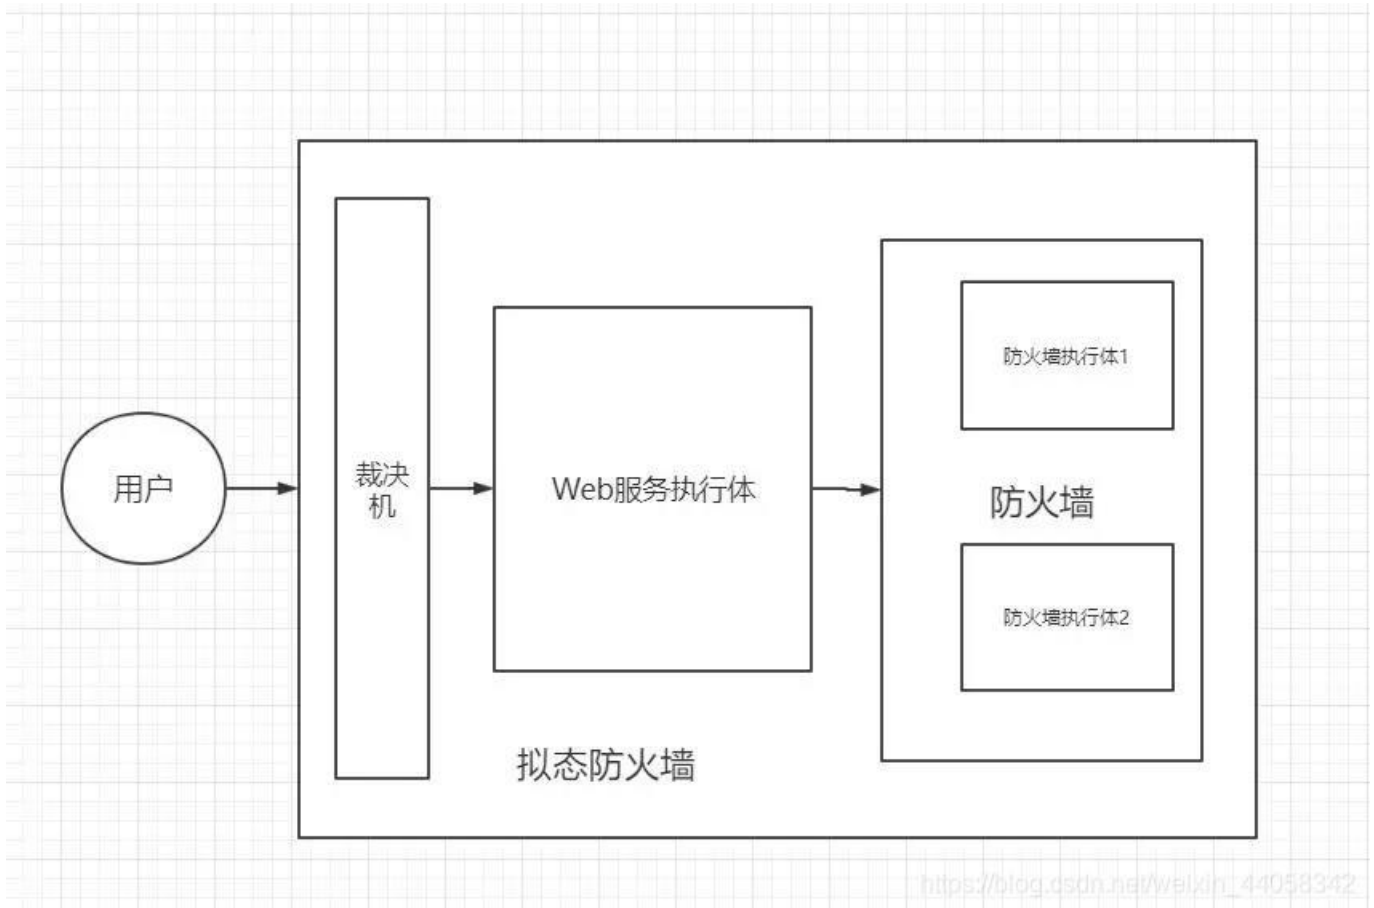 用户
裁决
机
Web服务执行体
防火墙执行体1
防火墙
防火墙执行体2
拟态防火墙
https://blog.csdn.net/weixin_44058342